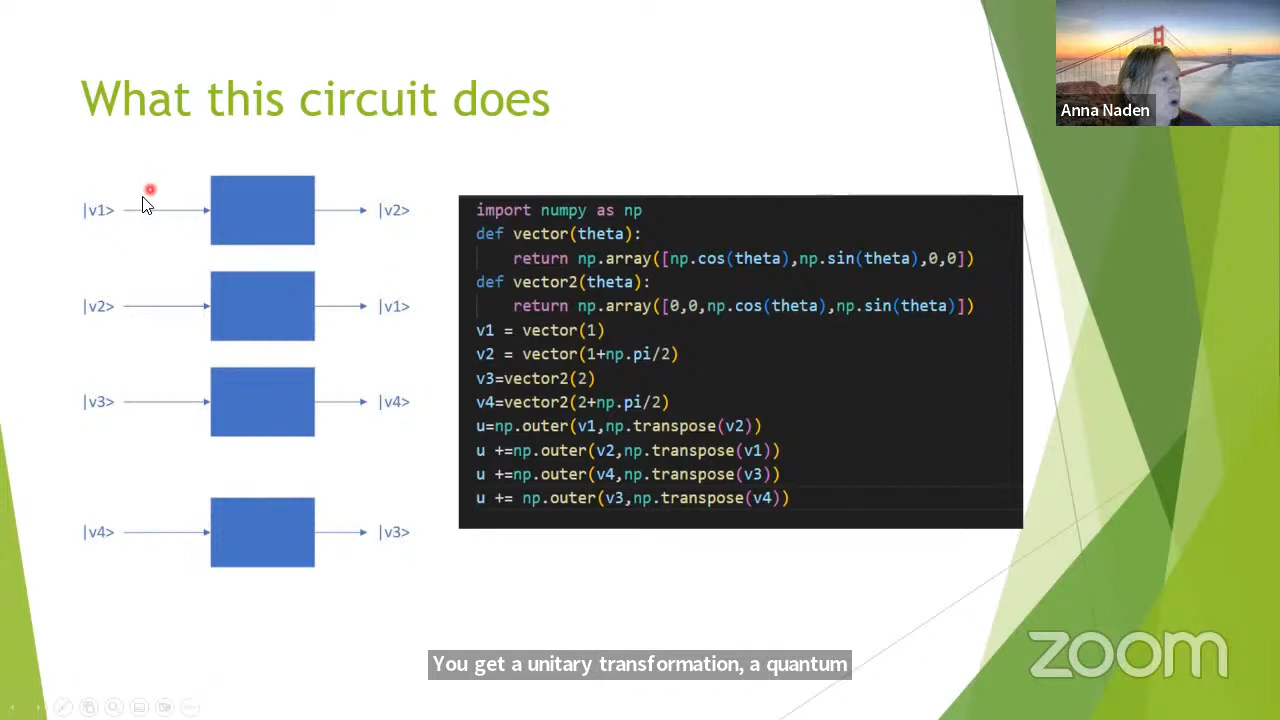 What this circuit does
Anna Naden
|v1>
|v2>
|v2>
|v1>
|v3>
|v4>
|v4>
|v3>
import numpy as np
def vector(theta):
return np.array([np.cos(theta),np.sin(theta),0,0])
def vector2(theta):
return np.array([0,0,np.cos(theta),np.sin(theta)])
v1 = vector(1)
v2 = vector(1+np.pi/2)
v3=vector2(2)
v4=vector2(2+np.pi/2)
u=np.outer(v1,np.transpose(v2))
u +=np.outer(v2,np.transpose(v1))
u +=np.outer(v4,np.transpose(v3))
u += np.outer(v3,np.transpose(v4))
You get a unitary transformation, a quantum
zoom